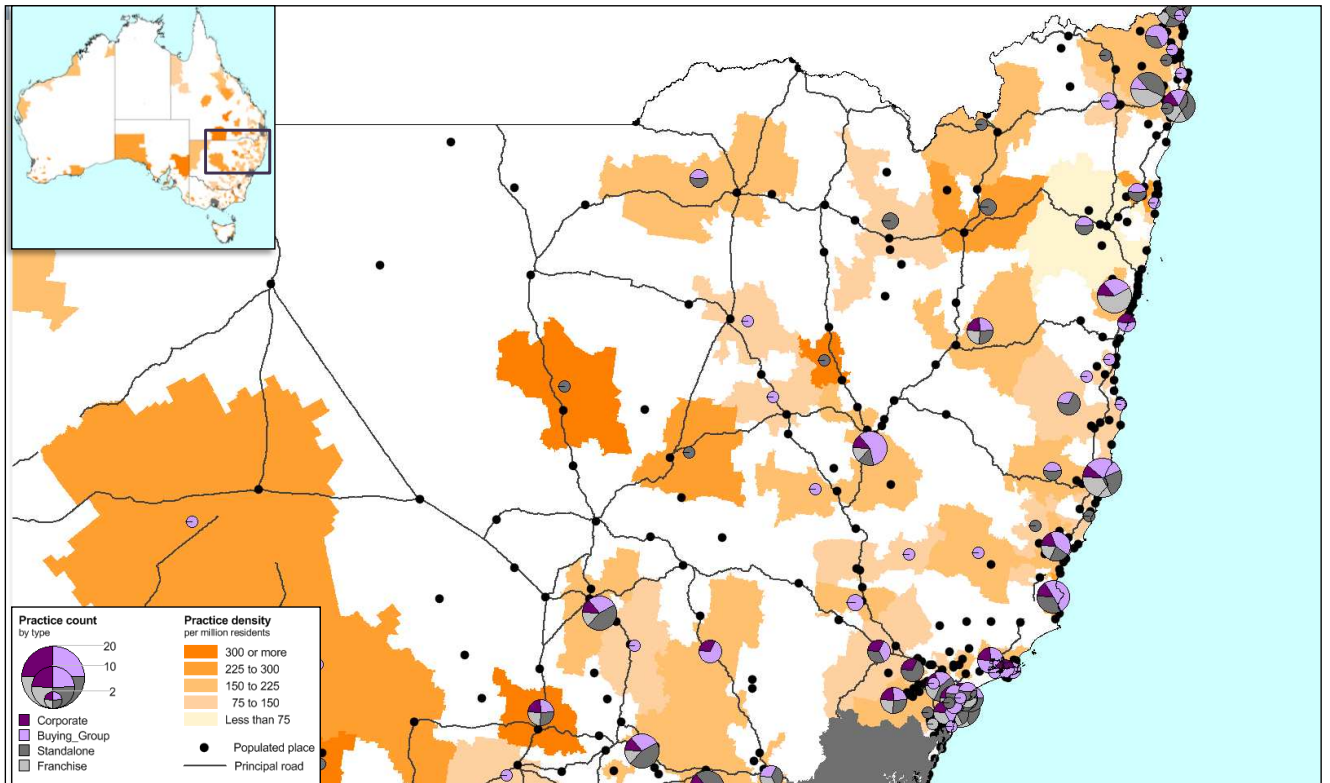 Practice count
by type
20
10
2
Corporate
Buying_Group
Standalone
Franchise
Practice density
per million residents
300 or more
225 to 300
150 to 225
75 to 150
Less than 75
Populated place
Principal road